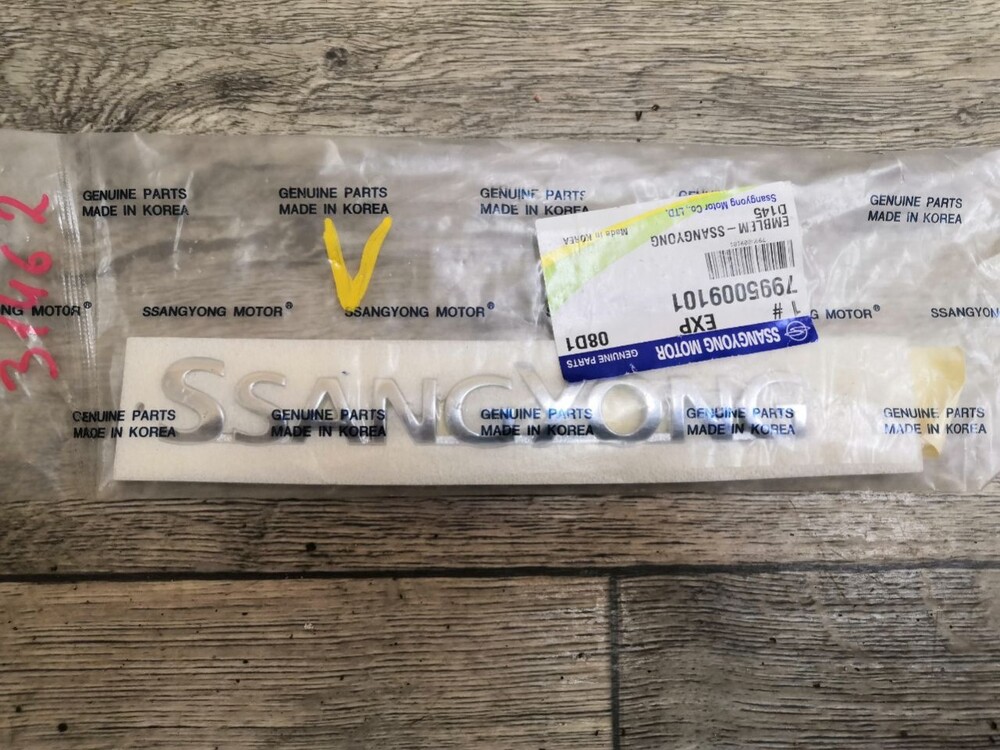 GENUINE PARTS
MADE IN KOREA
GENUINE PARTS
MADE IN KOREA
GENUINE PARTS
MADE IN KOREA
GENUINE PARTS
MADE IN KOREA
31462
MOTOR®
SSANGYONG MOTOR®
SSANGYONG MOTOR®
MOTOR®
SSANGYO
SSANGYONG MOTOR
GENUINE PARTS
EXP
08D1
# 1
7995009101
EMBLEM-SSANGYONG
D145
Ssangyong Motor Co., LTD.
Made in KOREA
SSANGYONG
GENUINE PARTS
MADE IN KOREA
GENUINE PARTS
MADE IN KOREA
GENUINE PARTS
MADE IN KOREA
GENUINE PARTS
MADE IN KOREA
GENUINE PARTS
MADE IN KOREA